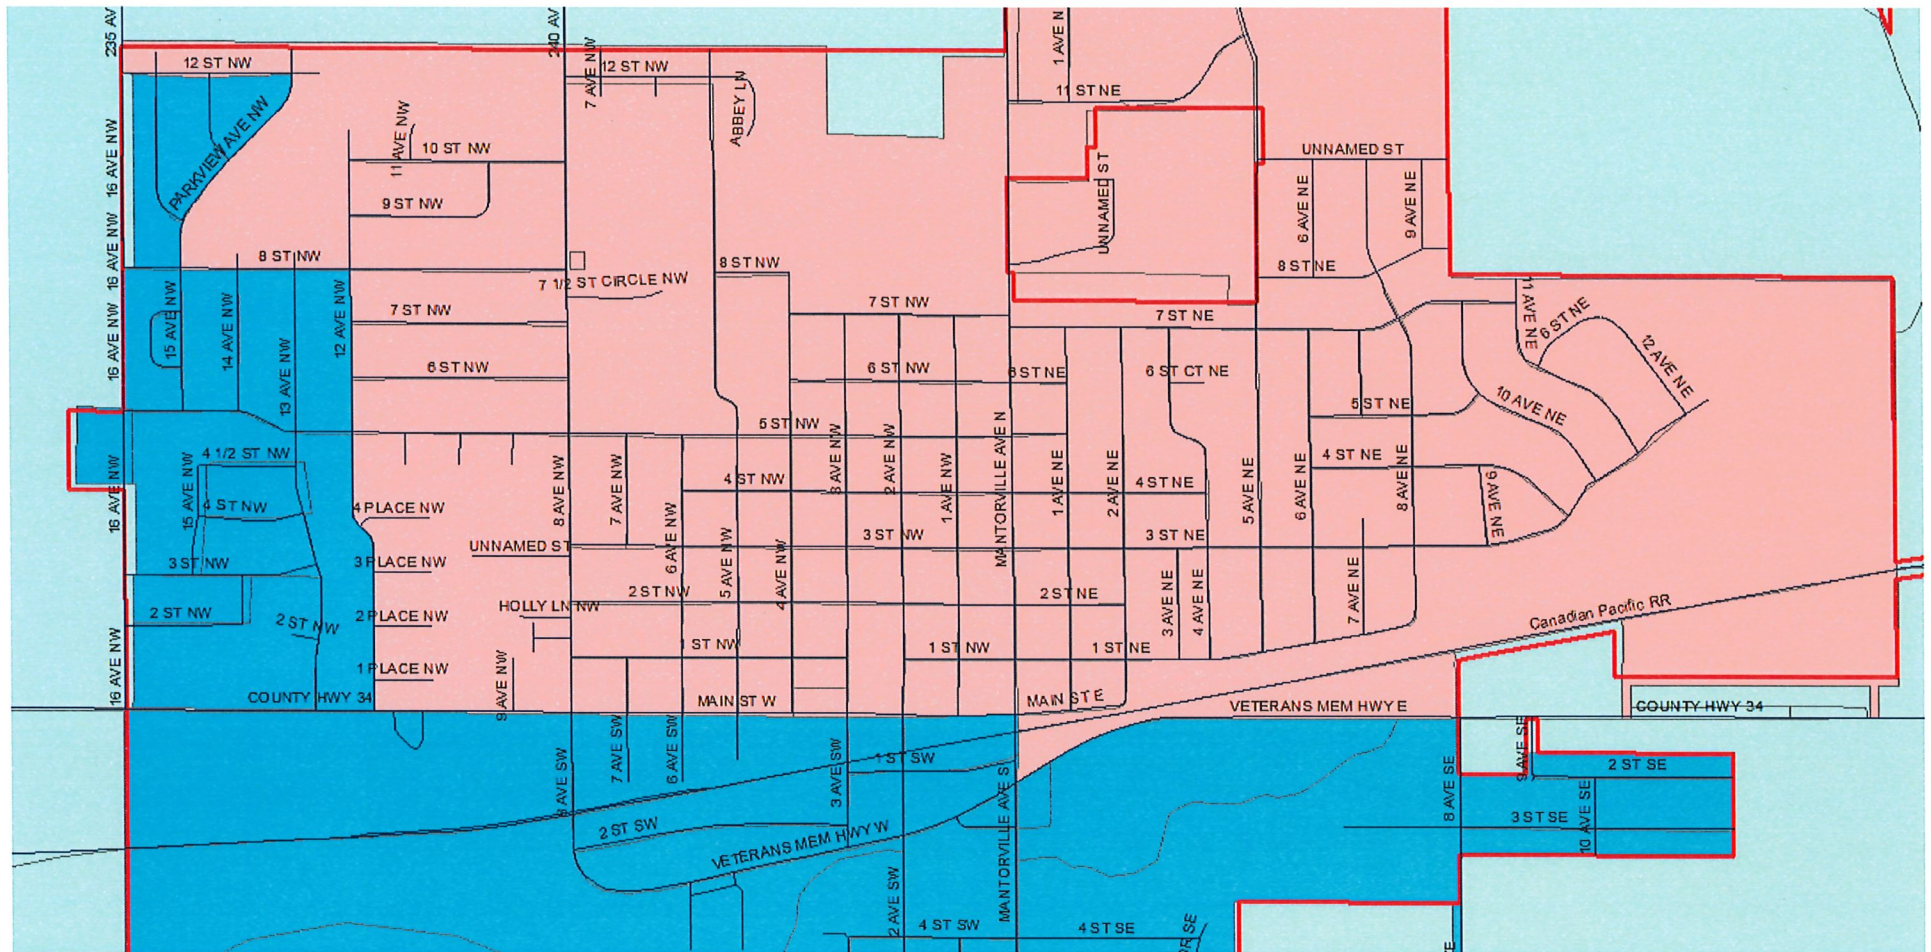 235 AV
240 AV
1 AVE N
12 ST NW
7 AVE NW
12 ST NW
ABBEY LN
11 ST NE
16 AVE NW
PARKVIEW AVE NW
11 AVE NW
10 ST NW
UNNAMED ST
UNNAMED ST
9 ST NW
6 AVE NE
9 AVE NE
16 AVE NW
8 ST NW
8 ST NW
8 ST NE
7 1/2 ST CIRCLE NW
16 AVE NW
15 AVE NW
14 AVE NW
13 AVE NW
12 AVE NW
7 ST NW
7 ST NW
7 ST NE
11 AVE NE
6 ST NE
12 AVE NE
6 ST NW
6 ST NW
6 ST NE
6 ST CT NE
5 ST NE
10 AVE NE
5 ST NW
3 AVE NW
2 AVE NW
MANTORVILLE AVE N
16 AVE NW
15 AVE NW
4 1/2 ST NW
4 ST NW
4 PLACE NW
8 AVE NW
7 AVE NW
6 AVE NW
4 ST NW
1 AVE NW
1 AVE NE
2 AVE NE
4 ST NE
5 AVE NE
6 AVE NE
4 ST NE
8 AVE NE
9 AVE NE
3 ST NW
UNNAMED ST
3 ST NW
3 ST NE
3 PLACE NW
5 AVE NW
4 AVE NW
3 AVE NE
4 AVE NE
7 AVE NE
2 ST NW
2 ST NW
2 PLACE NW
HOLLY LN NW
2 ST NW
2 ST NE
Canadian Pacific RR
16 AVE NW
1 PLACE NW
9 AVE NW
1 ST NW
1 ST NW
1 ST NE
COUNTY HWY 34
MAIN ST W
MAIN ST E
VETERANS MEM HWY E
COUNTY HWY 34
8 AVE SW
7 AVE SW
6 AVE SW
3 AVE SW
1 ST SW
MANTORVILLE AVE S
8 AVE SE
9 AVE SE
2 ST SE
2 ST SW
VETERANS MEM HWY W
3 ST SE
10 AVE SE
2 AVE SW
4 ST SW
4 ST SE
DR SE